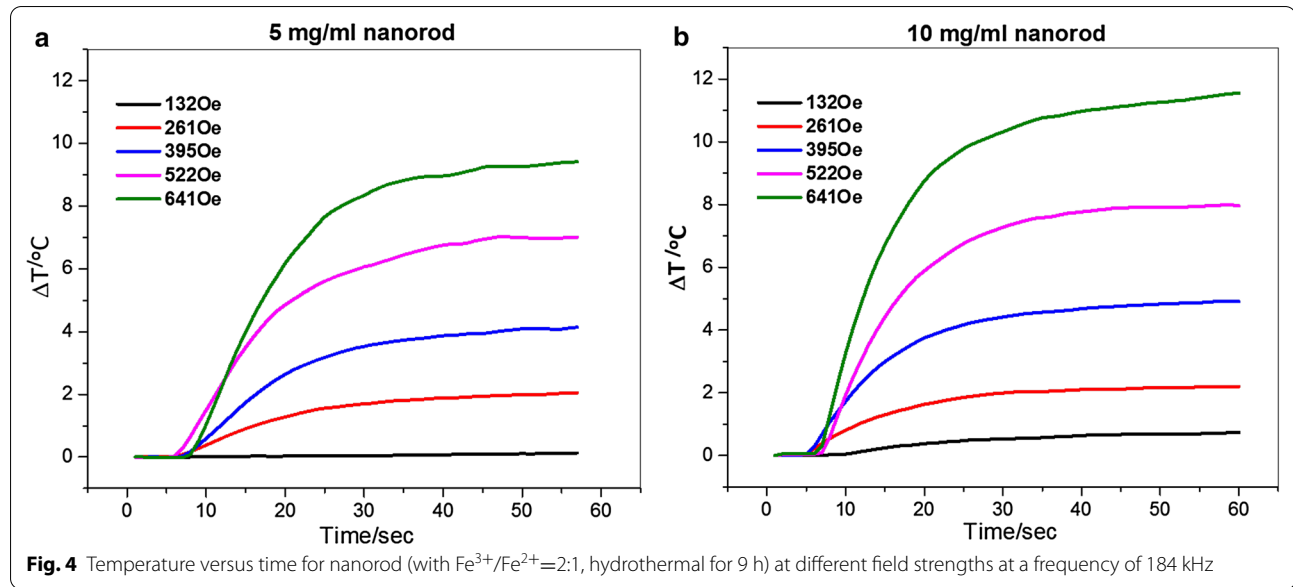 a
5 mg/ml nanorod
12
10
8
6
4
2
0
ΔT/ºC
132Oe
261Oe
395Oe
522Oe
641Oe
0 10 20 30 40 50 60
Time/sec
b
10 mg/ml nanorod
12
10
8
6
4
2
0
ΔT/ºC
132Oe
261Oe
395Oe
522Oe
641Oe
0 10 20 30 40 50 60
Time/sec
Fig. 4 Temperature versus time for nanorod (with Fe³⁺/Fe²⁺=2:1, hydrothermal for 9 h) at different field strengths at a frequency of 184 kHz